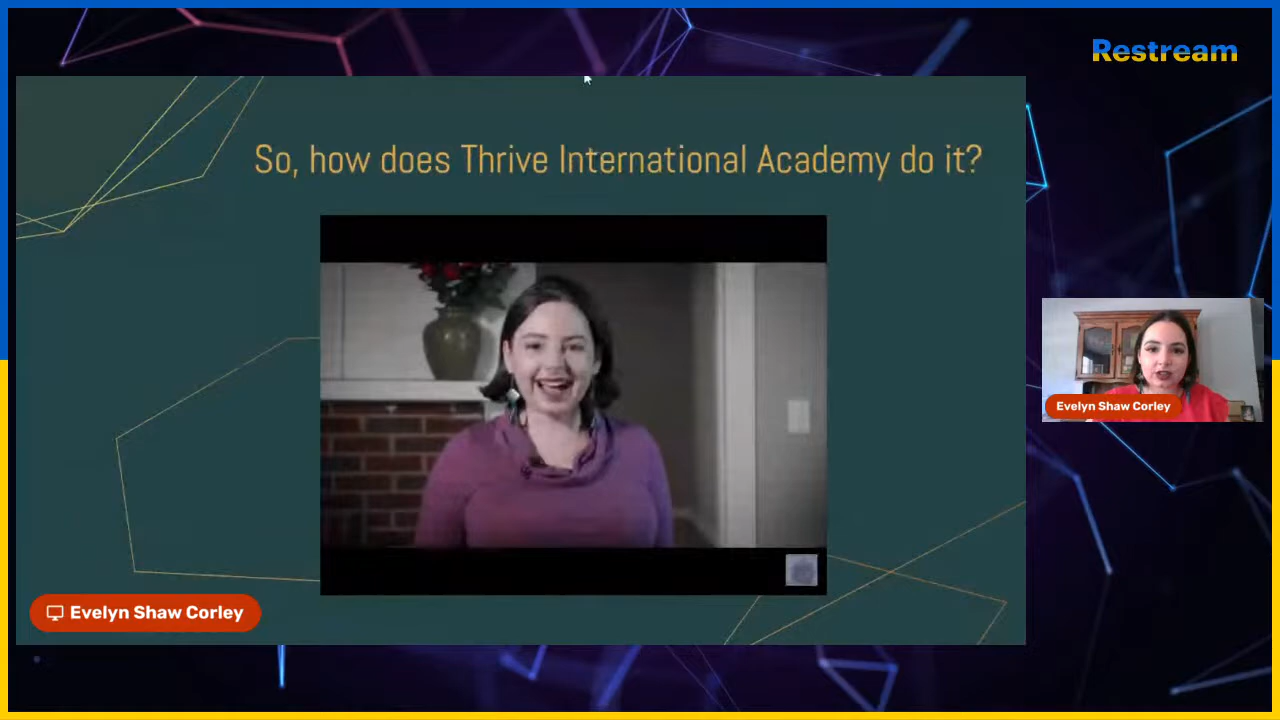 Restream
So, how does Thrive International Academy do it?
Evelyn Shaw Corley
Evelyn Shaw Corley